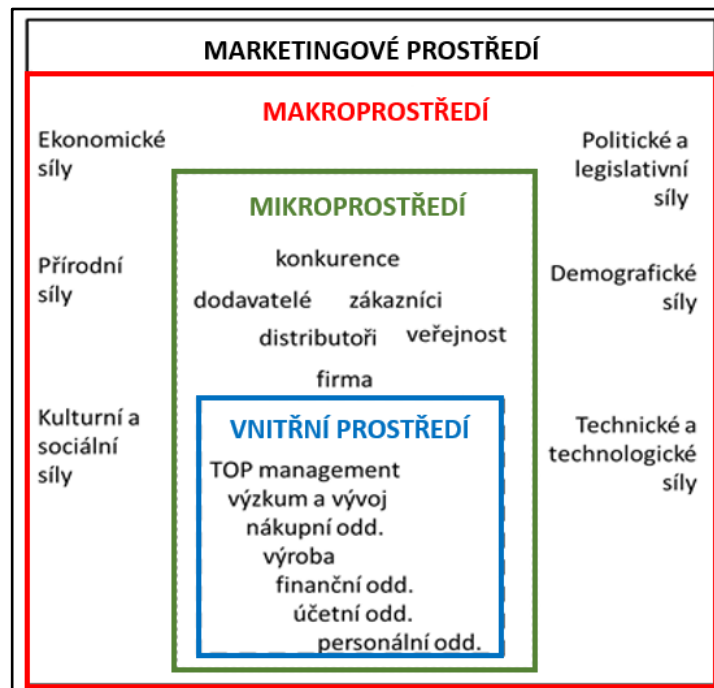 MARKETINGOVÉ PROSTŘEDÍ
MAKROPROSTŘEDÍ
Ekonomické
síly
Politické a
legislativní
síly
MIKROPROSTŘEDÍ
konkurence
Přírodní
síly
Demografické
síly
dodavatelé zákazníci
distributoři veřejnost
firma
Kulturní a
sociální
síly
Technické a
technologické
síly
VNITŘNÍ PROSTŘEDÍ
TOP management
výzkum a vývoj
nákupní odd.
výroba
finanční odd.
účetní odd.
personální odd.